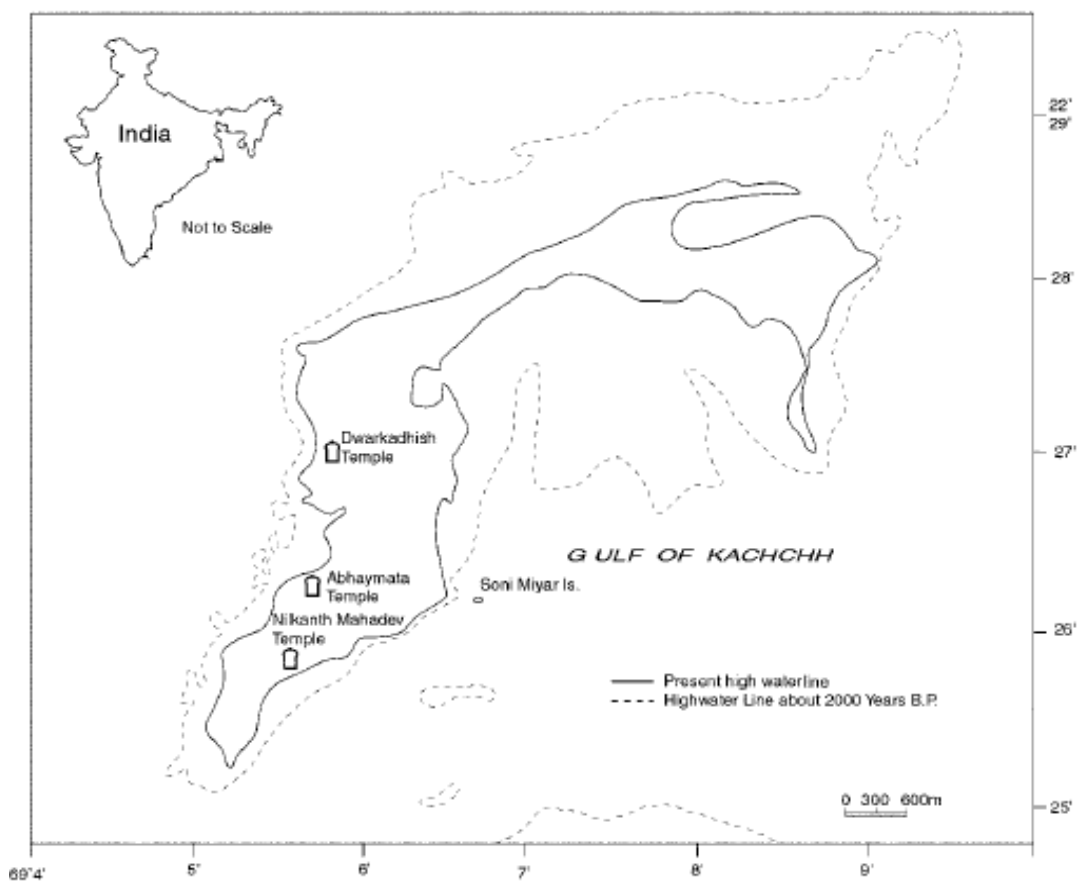 22'
29'
India
Not to Scale
28'
Dwarkadhish
Temple
27'
GULF OF KACHCHH
Abhaymata
Temple
Soni Miyar Is.
Nilkanth Mahadev
Temple
26'
Present high waterline
Highwater Line about 2000 Years B.P.
0 300 600m
25'
69°4' 5' 6' 7' 8' 9'